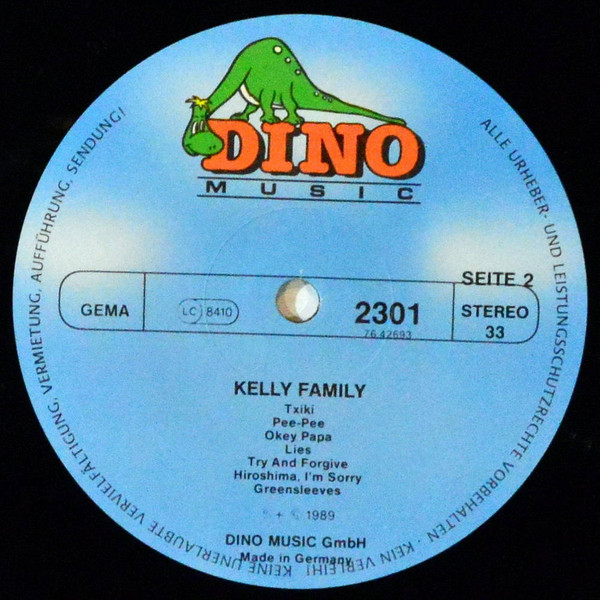 DINO
MUSIC
SEITE 2
GEMA
LC 8410
2301
76.42693
STEREO
33
KELLY FAMILY
Txiki
Pee-Pee
Okey Papa
Lies
Try And Forgive
Hiroshima, I'm Sorry
Greensleeves
℗ + © 1989
DINO MUSIC GmbH
Made in Germany
ALLE URHEBER- UND LEISTUNGSSCHUTZRECHTE VORBEHALTEN · KEIN VERLEIH! KEINE UNERLAUBTE VERVIELFÄLTIGUNG, VERMIETUNG, AUFFÜHRUNG, SENDUNG!